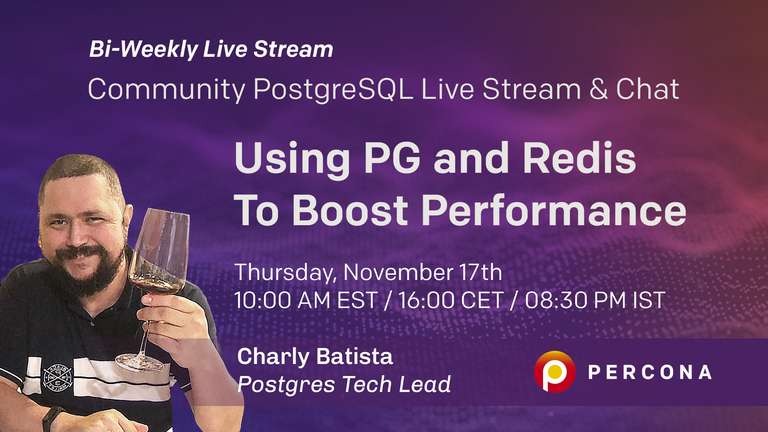 Bi-Weekly Live Stream
Community PostgreSQL Live Stream & Chat
Using PG and Redis
To Boost Performance
Thursday, November 17th
10:00 AM EST / 16:00 CET / 08:30 PM IST
Charly Batista
Postgres Tech Lead
PERCONA